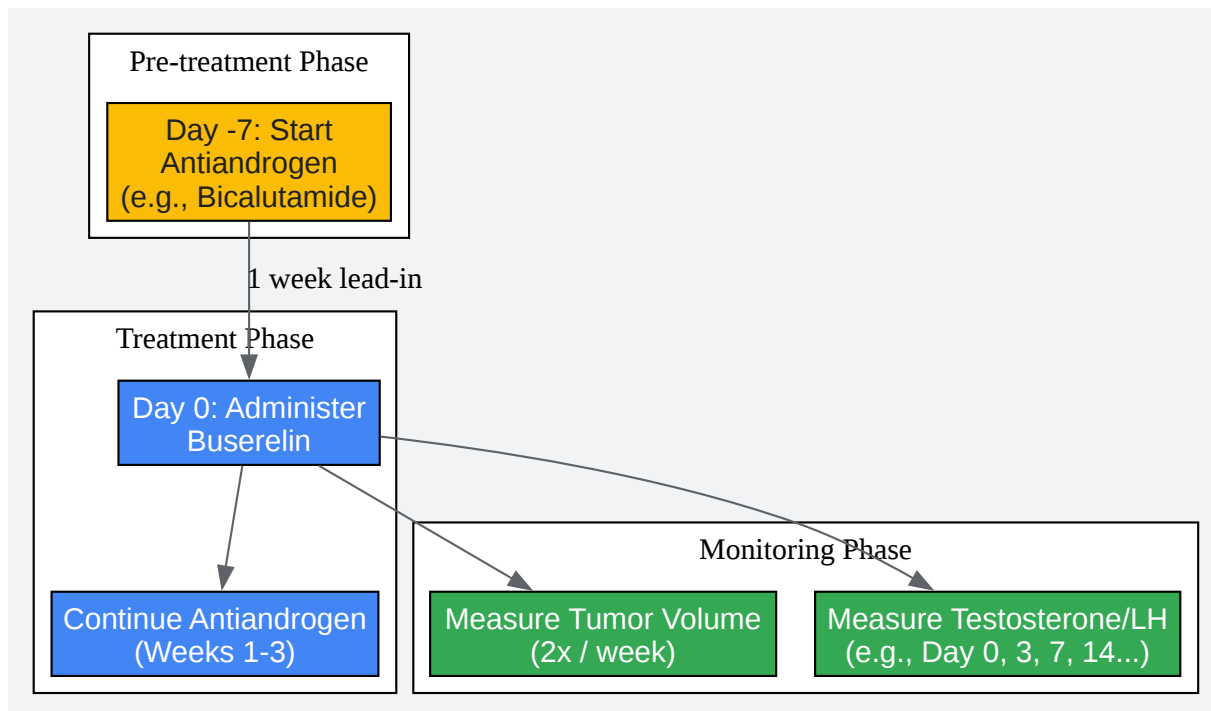 Pre-treatment Phase
Day -7: Start
Antiandrogen
(e.g., Bicalutamide)
1 week lead-in
Treatment Phase
Day 0: Administer
Buserelin
Continue Antiandrogen
(Weeks 1-3)
Monitoring Phase
Measure Tumor Volume
(2x / week)
Measure Testosterone/LH
(e.g., Day 0, 3, 7, 14...)